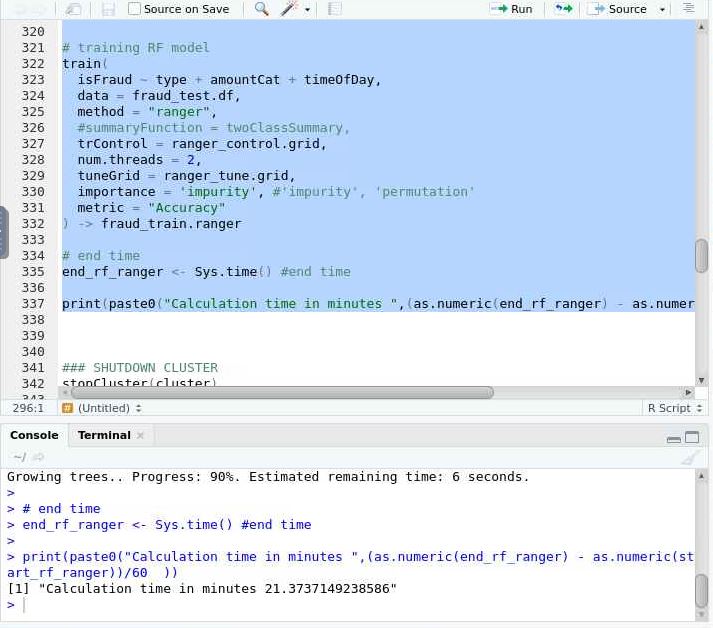 Source on Save
Run
Source
320
321 # training RF model
322 train(
323   isFraud ~ type + amountCat + timeOfDay,
324   data = fraud_test.df,
325   method = "ranger",
326   #summaryFunction = twoClassSummary,
327   trControl = ranger_control.grid,
328   num.threads = 2,
329   tuneGrid = ranger_tune.grid,
330   importance = 'impurity', #'impurity', 'permutation'
331   metric = "Accuracy"
332 ) -> fraud_train.ranger
333
334 # end time
335 end_rf_ranger <- Sys.time() #end time
336
337 print(paste0("Calculation time in minutes ",(as.numeric(end_rf_ranger) - as.numer
338
339
340
341 ### SHUTDOWN CLUSTER
342 stopCluster(cluster)
343
296:1 # (Untitled) R Script
Console Terminal ×
~/
Growing trees.. Progress: 90%. Estimated remaining time: 6 seconds.
>
> # end time
> end_rf_ranger <- Sys.time() #end time
>
> print(paste0("Calculation time in minutes ",(as.numeric(end_rf_ranger) - as.numeric(st
art_rf_ranger))/60  ))
[1] "Calculation time in minutes 21.3737149238586"
>